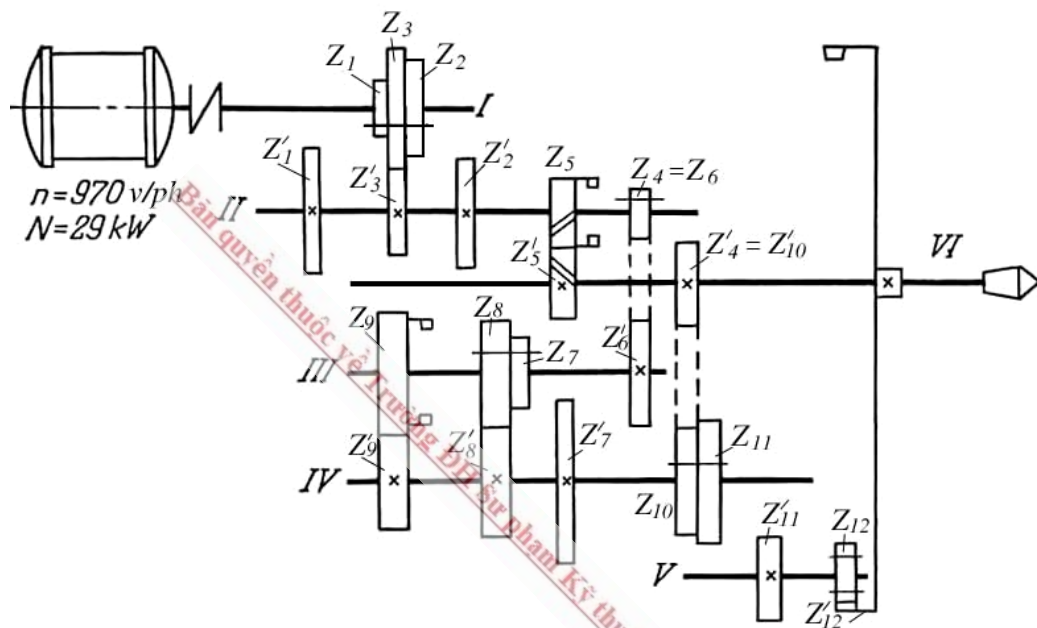 Z3
Z1
Z2
I
n=970 v/ph
N=29 kW
Z'1
Z'3
Z'2
Z5
Z4=Z6
II
Z'5
Z'4=Z'10
VI
Z9
Z8
Z7
Z'6
III
Z'9
Z'8
Z'7
Z11
IV
Z10
Z'11
Z12
V
Z'12
Bản quyền thuộc về Trường ĐH Sư phạm Kỹ